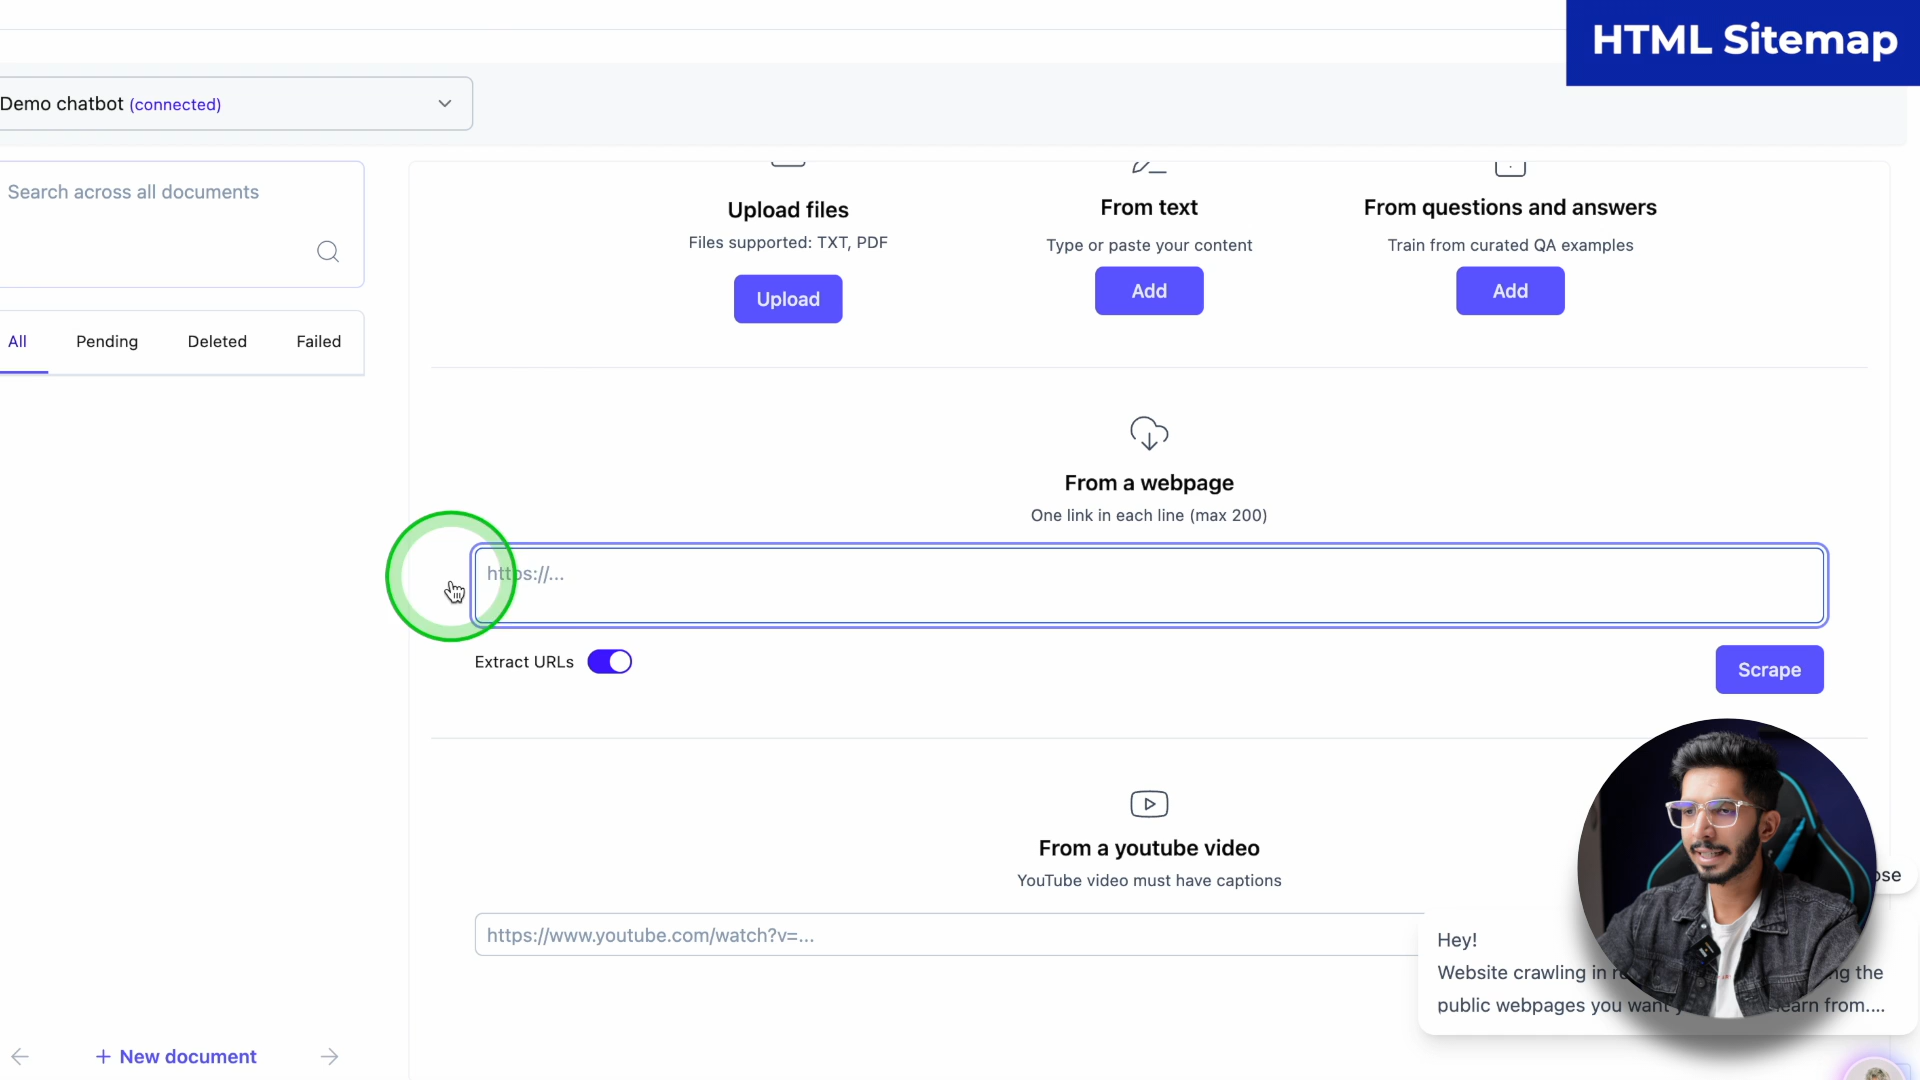 HTML Sitemap
Demo chatbot (connected)
Search across all documents
All Pending Deleted Failed
Upload files
Files supported: TXT, PDF
Upload
From text
Type or paste your content
Add
From questions and answers
Train from curated QA examples
Add
From a webpage
One link in each line (max 200)
https://...
Extract URLs
Scrape
From a youtube video
YouTube video must have captions
https://www.youtube.com/watch?v=...
Hey!
Website crawling in the
public webpages you want from....
+ New document